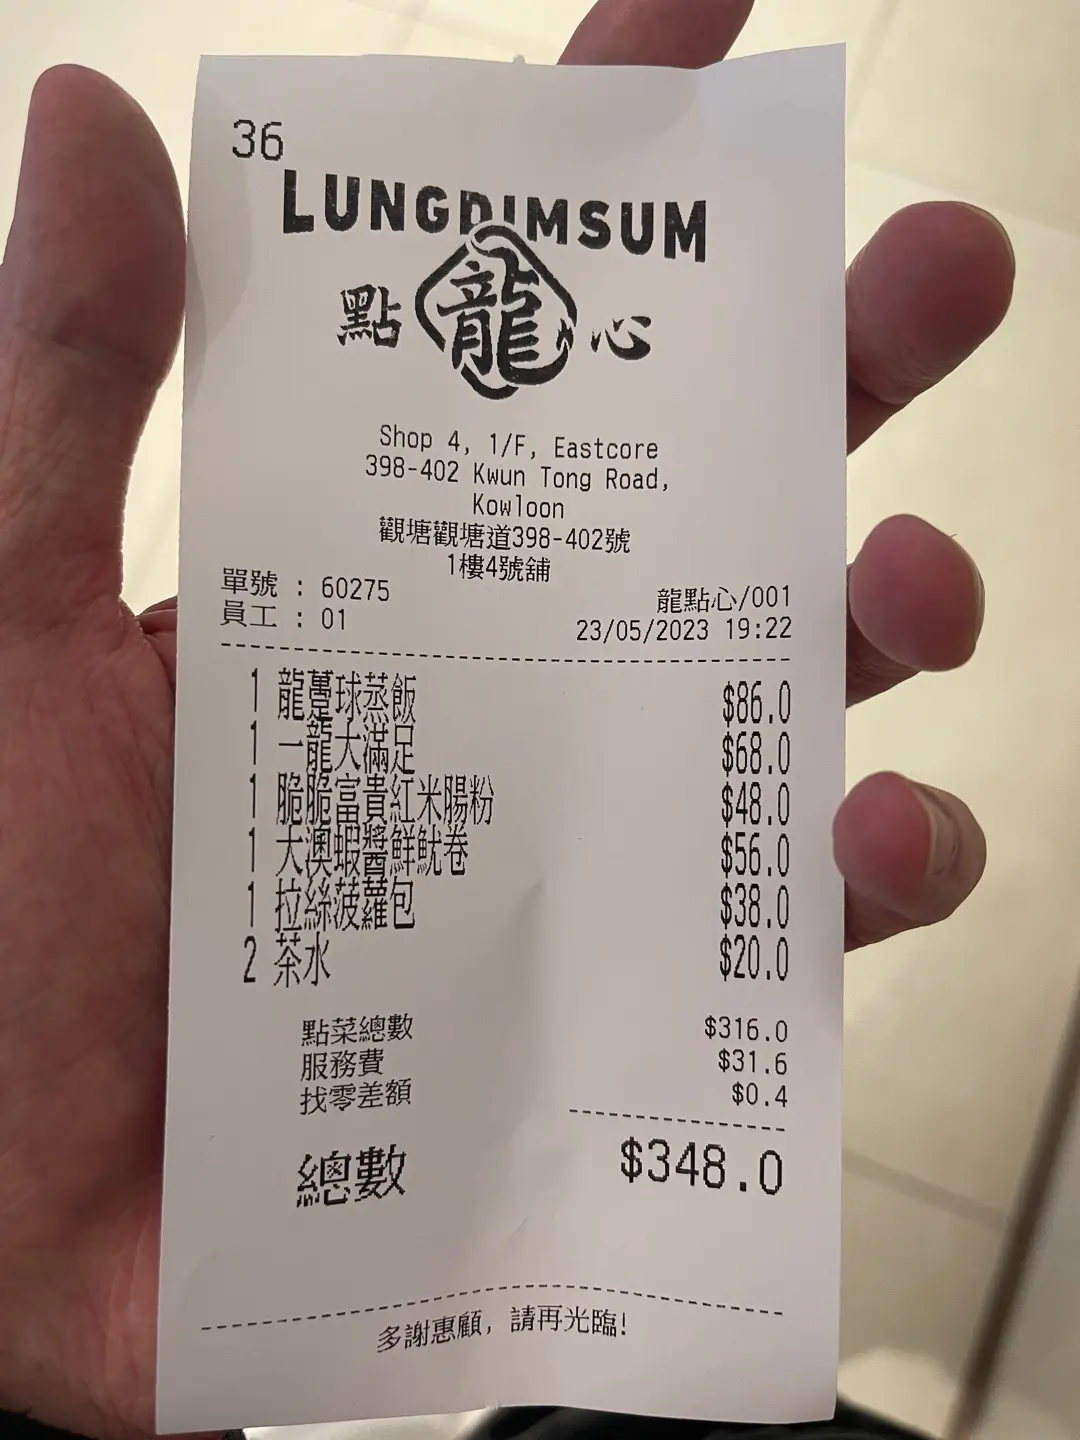 36
LUNGDIMSUM
點 龍 心
Shop 4, 1/F, Eastcore
398-402 Kwun Tong Road,
Kowloon
觀塘觀塘道398-402號
1樓4號舖
單號 : 60275
龍點心/001
員工 : 01
23/05/2023 19:22
1 龍躉球蒸飯 $86.0
1 一龍大滿足 $68.0
1 脆脆富貴紅米腸粉 $48.0
1 大澳蝦醬鮮魷卷 $56.0
1 拉絲菠蘿包 $38.0
2 茶水 $20.0
點菜總數 $316.0
服務費 $31.6
找零差額 $0.4
總數 $348.0
多謝惠顧, 請再光臨!